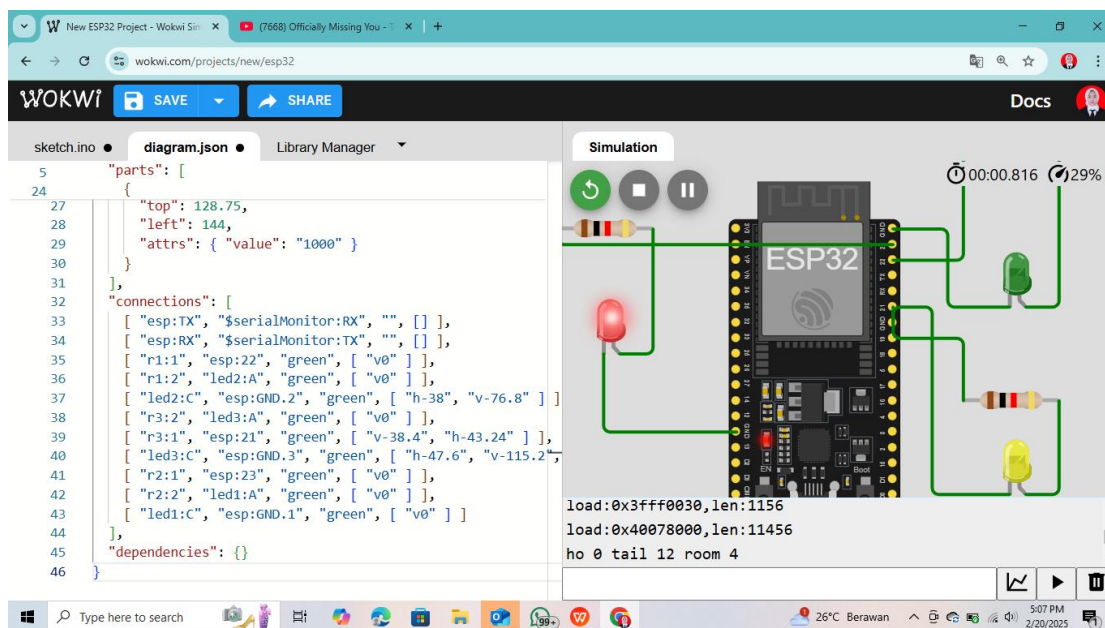 New ESP32 Project - Wokwi Sim
(7668) Officially Missing You - T
wokwi.com/projects/new/esp32
WOKWi
SAVE
SHARE
Docs
sketch.ino ●
diagram.json ●
Library Manager
Simulation
00:00.816
29%
5 "parts": [
24 {
27 "top": 128.75,
28 "left": 144,
29 "attrs": { "value": "1000" }
30 }
31 ],
32 "connections": [
33 [ "esp:TX", "$serialMonitor:RX", "", [] ],
34 [ "esp:RX", "$serialMonitor:TX", "", [] ],
35 [ "r1:1", "esp:22", "green", [ "v0" ] ],
36 [ "r1:2", "led2:A", "green", [ "v0" ] ],
37 [ "led2:C", "esp:GND.2", "green", [ "h-38", "v-76.8" ] ]
38 [ "r3:2", "led3:A", "green", [ "v0" ] ],
39 [ "r3:1", "esp:21", "green", [ "v-38.4", "h-43.24" ] ],
40 [ "led3:C", "esp:GND.3", "green", [ "h-47.6", "v-115.2",
41 [ "r2:1", "esp:23", "green", [ "v0" ] ],
42 [ "r2:2", "led1:A", "green", [ "v0" ] ],
43 [ "led1:C", "esp:GND.1", "green", [ "v0" ] ]
44 ],
45 "dependencies": {}
46 }
ESP32
EN
Boot
load:0x3fff0030,len:1156
load:0x40078000,len:11456
ho 0 tail 12 room 4
Type here to search
99+
26°C Berawan
5:07 PM
2/20/2025